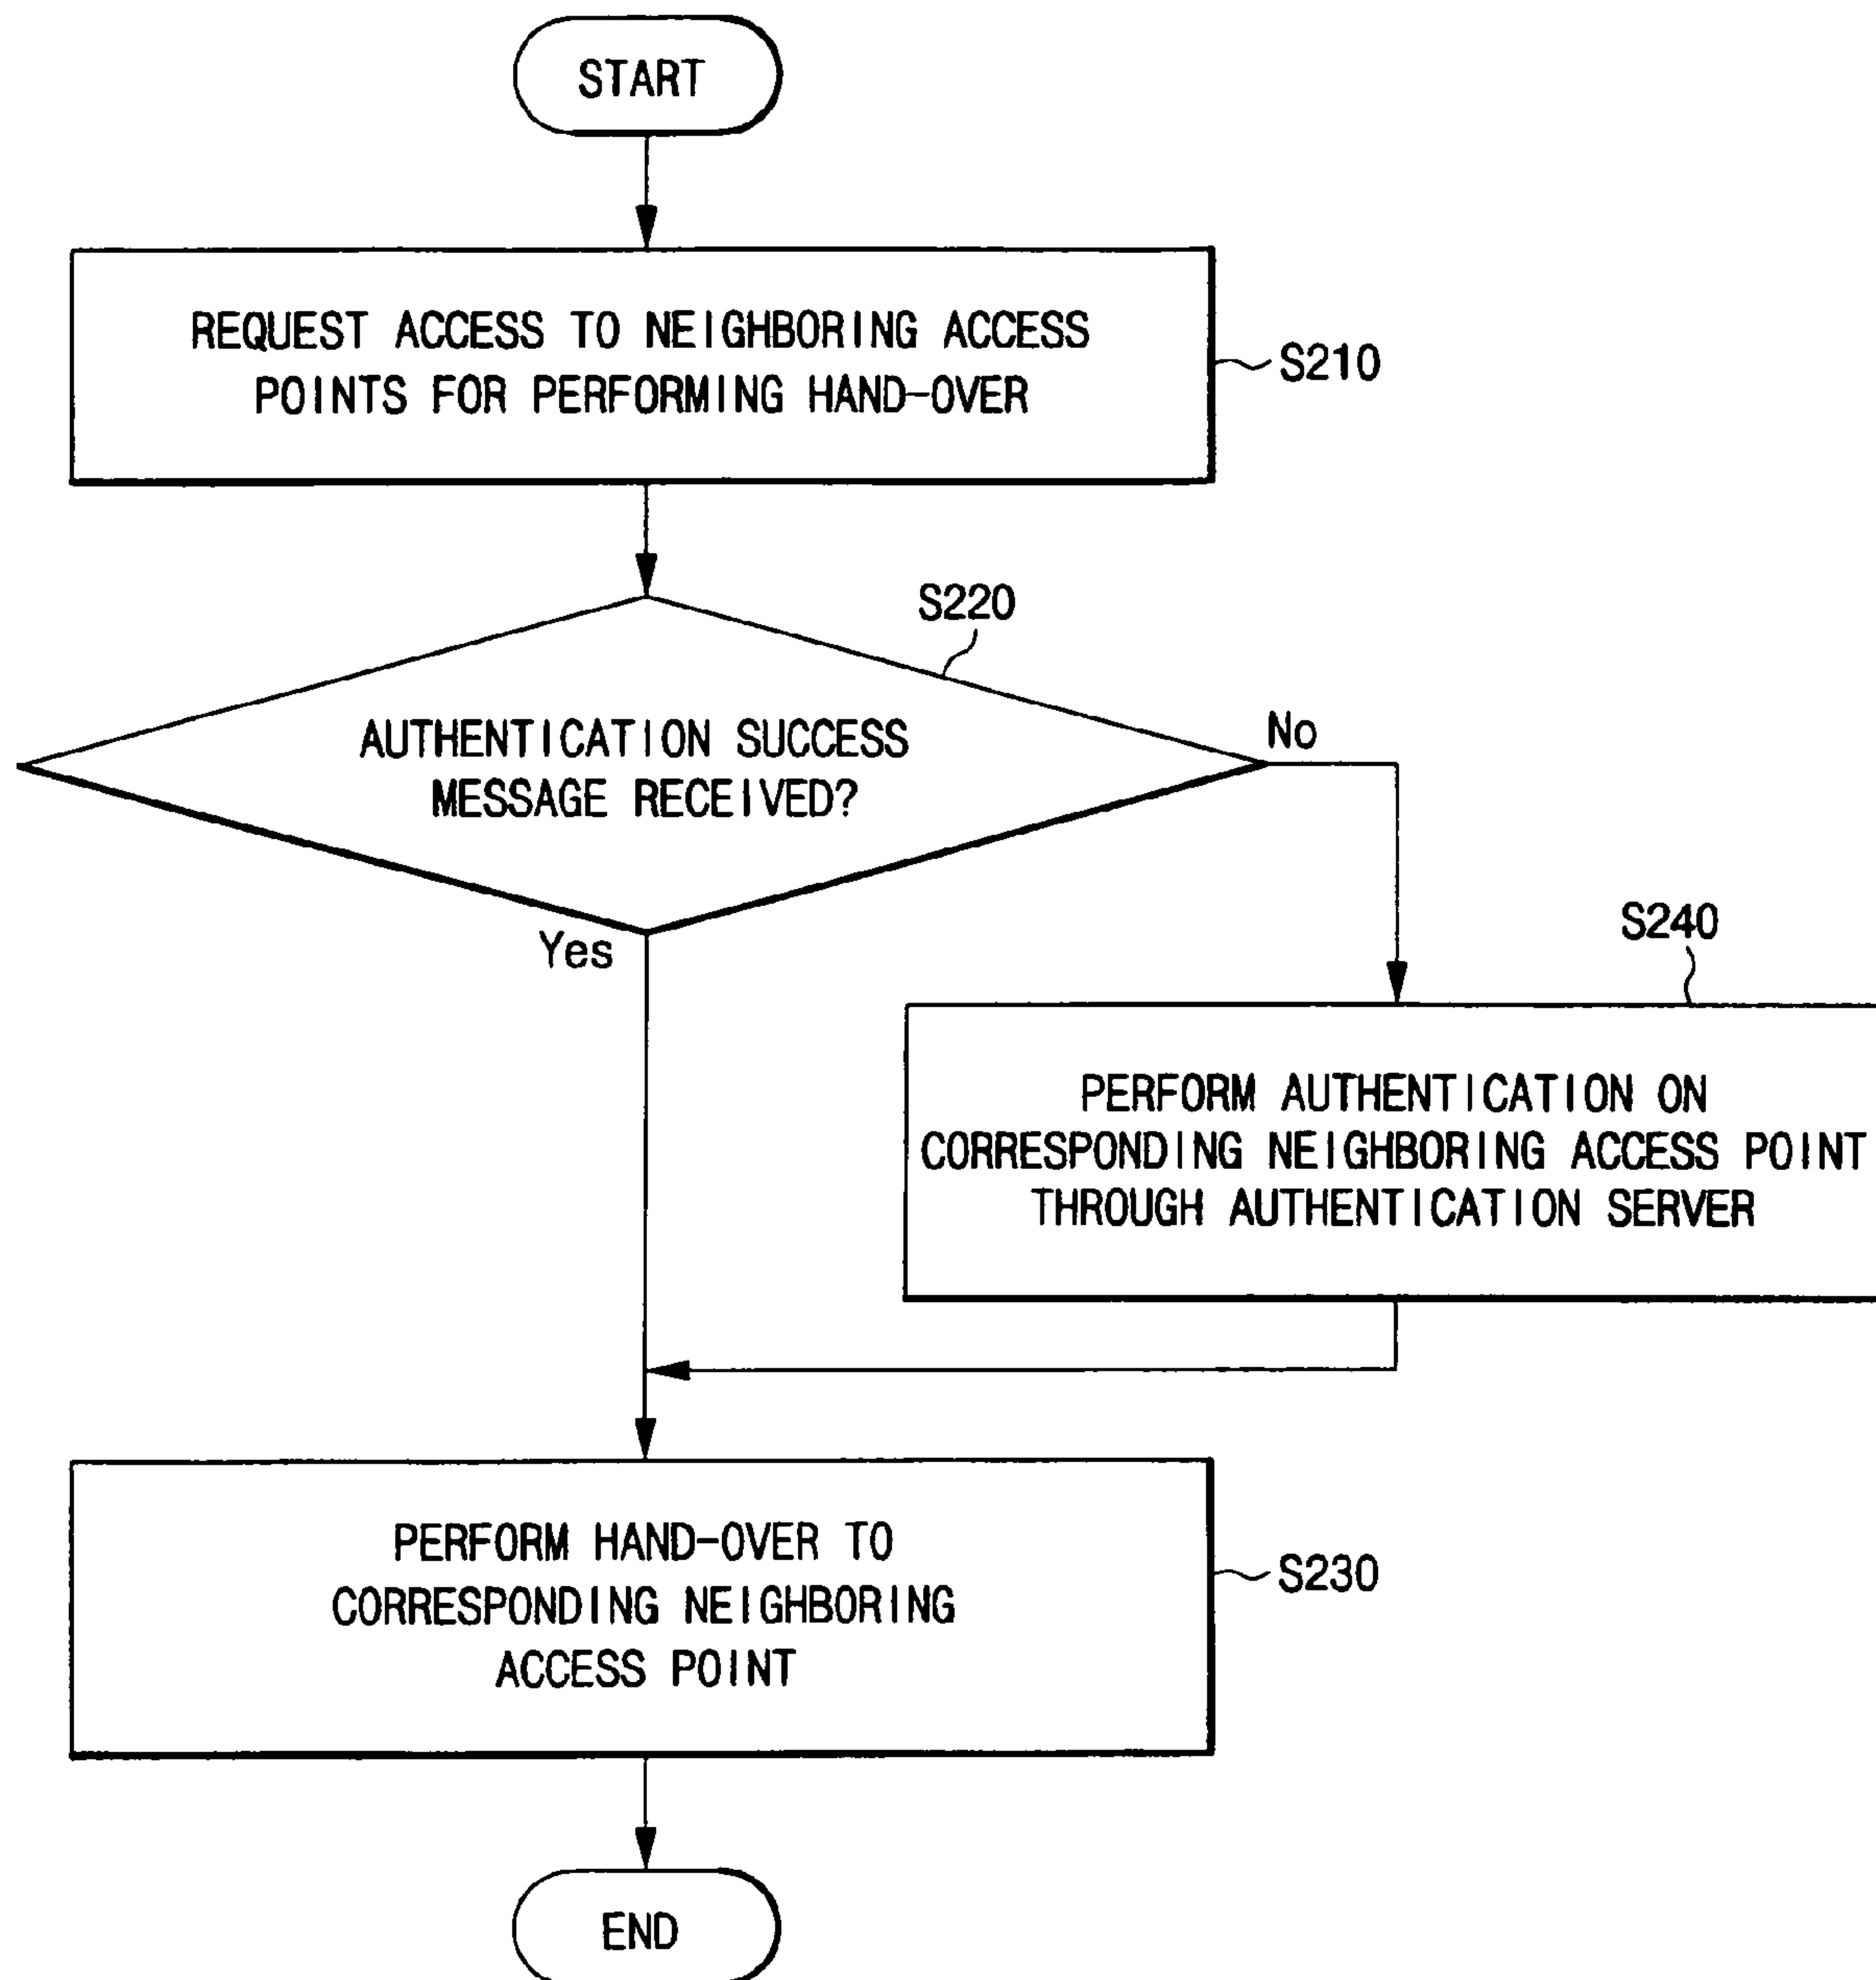 START
REQUEST ACCESS TO NEIGHBORING ACCESS
POINTS FOR PERFORMING HAND-OVER
S210
S220
AUTHENTICATION SUCCESS
MESSAGE RECEIVED?
No
Yes
S240
PERFORM AUTHENTICATION ON
CORRESPONDING NEIGHBORING ACCESS POINT
THROUGH AUTHENTICATION SERVER
PERFORM HAND-OVER TO
CORRESPONDING NEIGHBORING
ACCESS POINT
S230
END